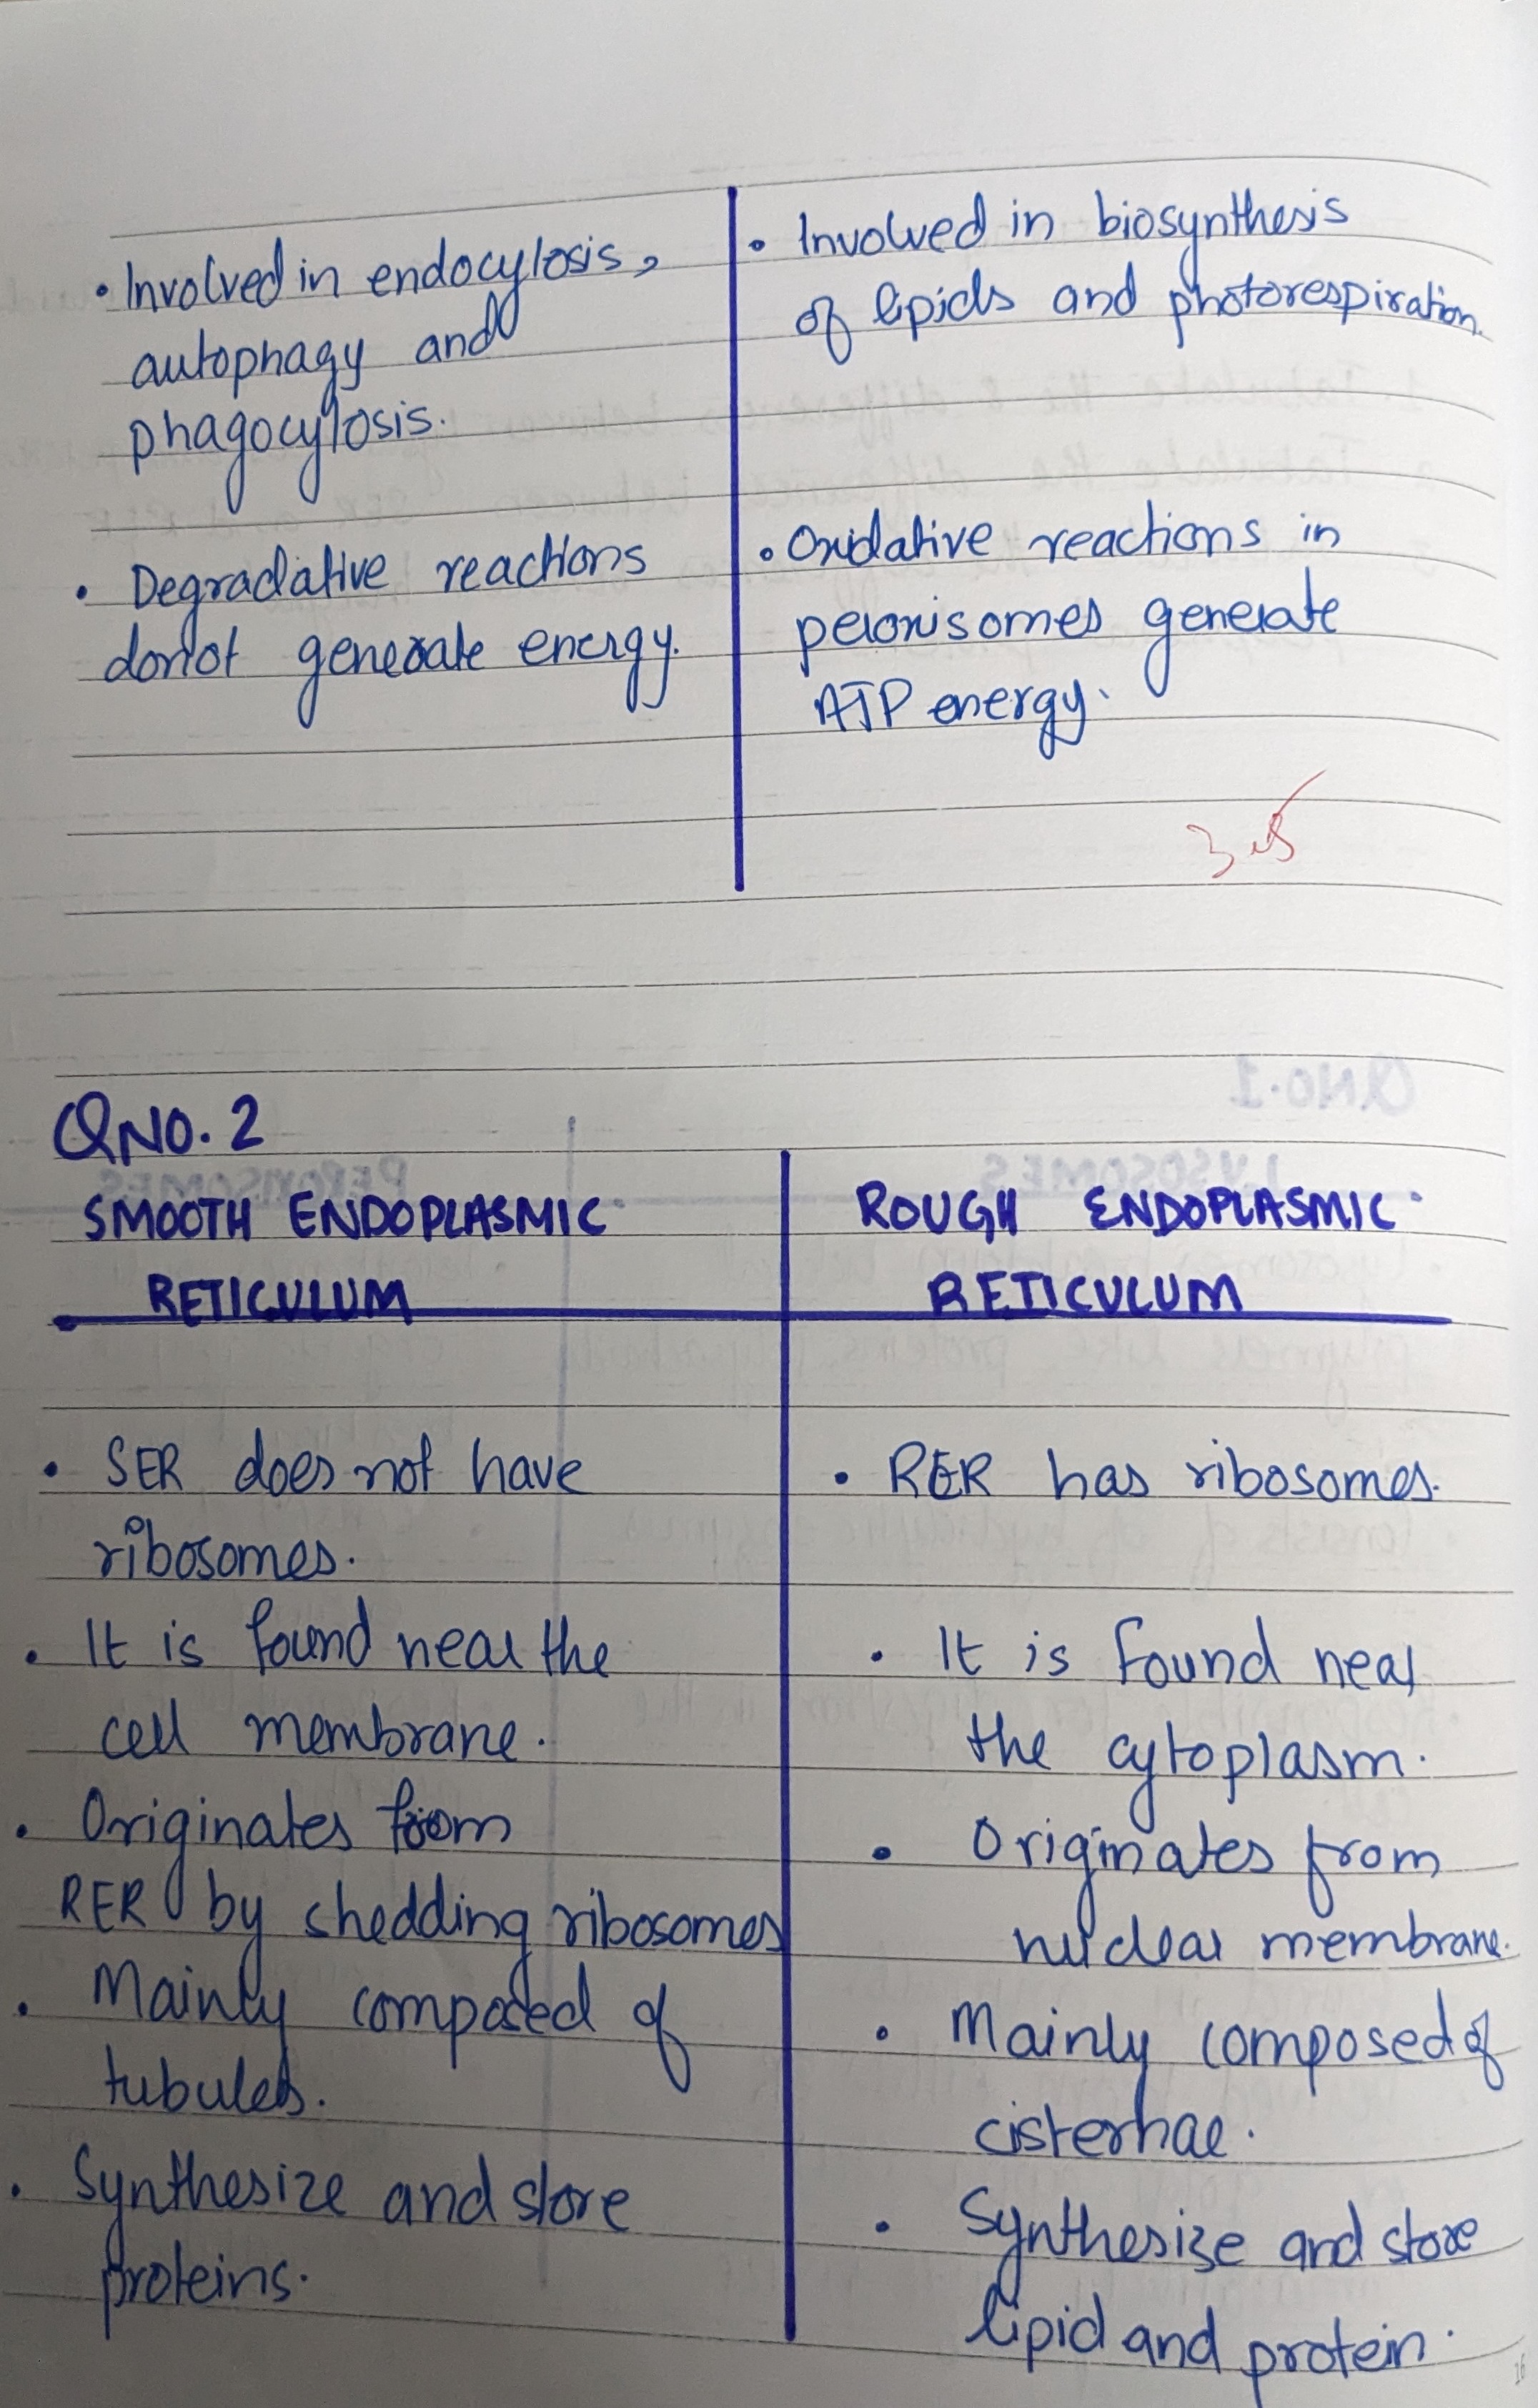 • Involved in endocytosis,
autophagy and
phagocytosis.
• Degradative reactions
donot generate energy.
• Involved in biosynthesis
of lipids and photorespiration.
• Oxidative reactions in
peroxisomes generate
ATP energy.
3.5
QNO. 2
SMOOTH ENDOPLASMIC
RETICULUM
• SER does not have
ribosomes.
• It is found near the
cell membrane.
• Originates from
RER by shedding ribosomes
• Mainly composed of
tubules.
• Synthesize and store
proteins.
ROUGH ENDOPLASMIC
RETICULUM
• RER has ribosomes.
• It is found near
the cytoplasm.
• Originates from
nuclear membrane.
• Mainly composed of
cisternae.
• Synthesize and store
lipid and protein.
16